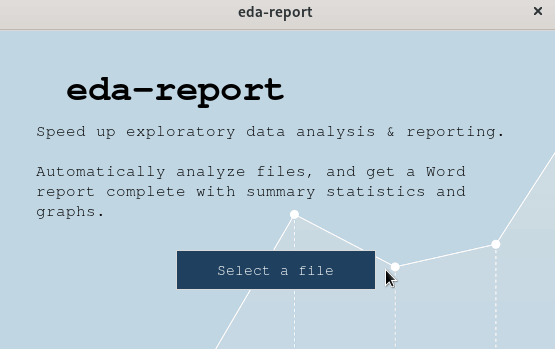 eda-report
eda-report
Speed up exploratory data analysis & reporting.
Automatically analyze files, and get a Word
report complete with summary statistics and
graphs.
Select a file